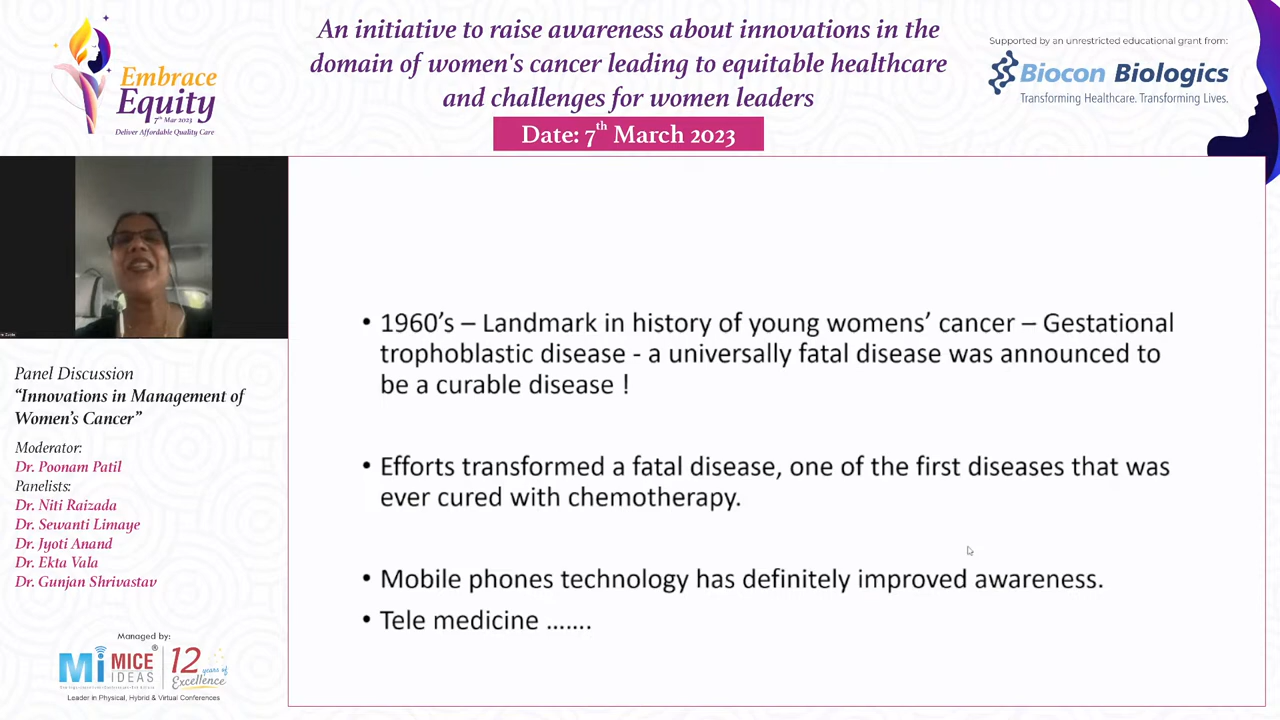 An initiative to raise awareness about innovations in the
domain of women's cancer leading to equitable healthcare
and challenges for women leaders
Date: 7th March 2023
Embrace
Equity
7th Mar 2023
Deliver Affordable Quality Care
Supported by an unrestricted educational grant from:
Biocon Biologics
Transforming Healthcare. Transforming Lives.
Panel Discussion
“Innovations in Management of
Women’s Cancer”
Moderator:
Dr. Poonam Patil
Panelists:
Dr. Niti Raizada
Dr. Sewanti Limaye
Dr. Jyoti Anand
Dr. Ekta Vala
Dr. Gunjan Shrivastav
Managed by:
Mi MICE IDEAS ®
12 years of Excellence
Leader in Physical, Hybrid & Virtual Conferences
• 1960’s – Landmark in history of young womens’ cancer – Gestational
trophoblastic disease - a universally fatal disease was announced to
be a curable disease !
• Efforts transformed a fatal disease, one of the first diseases that was
ever cured with chemotherapy.
• Mobile phones technology has definitely improved awareness.
• Tele medicine .......